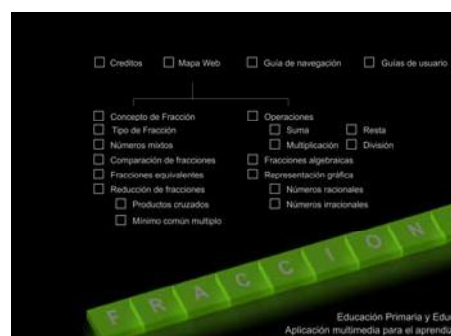 Creditos Mapa Web Guía de navegación Guías de usuario
Concepto de Fracción
Tipo de Fracción
Números mixtos
Comparación de fracciones
Fracciones equivalentes
Reducción de fracciones
Productos cruzados
Mínimo común multiplo
Operaciones
Suma Resta
Multiplicación División
Fracciones algebraicas
Representación gráfica
Números racionales
Números irracionales
FRACCION
Educación Primaria y Edu
Aplicación multimedia para el aprendiz